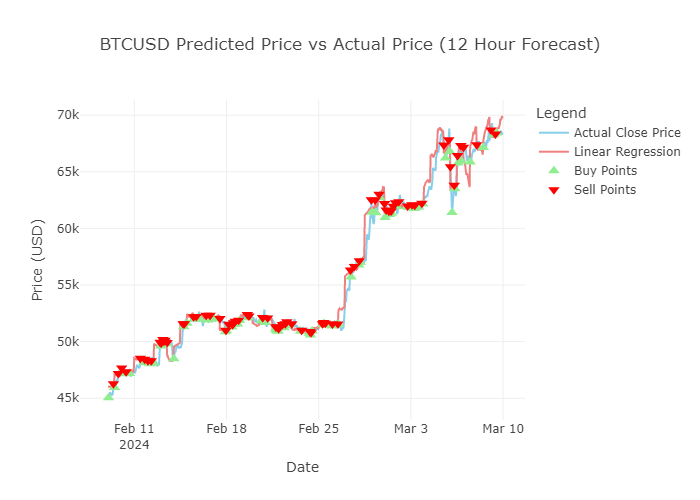 BTCUSD Predicted Price vs Actual Price (12 Hour Forecast)
Legend
Actual Close Price
Linear Regression
Buy Points
Sell Points
70k
65k
60k
55k
50k
45k
Price (USD)
Feb 11
2024
Feb 18
Feb 25
Mar 3
Mar 10
Date